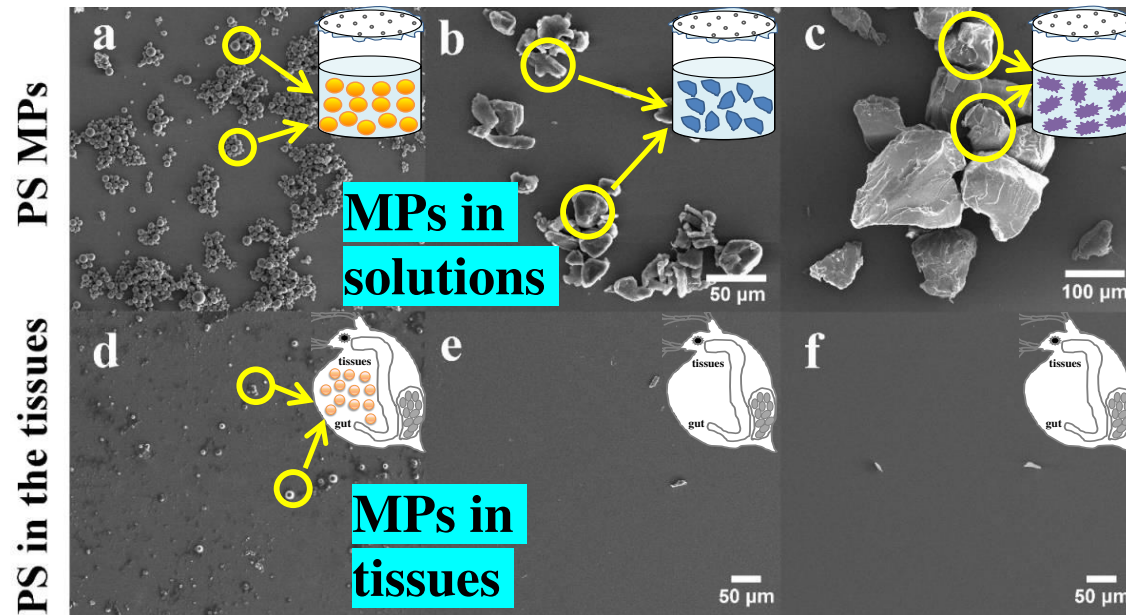 PS MPs
a
b
c
MPs in
solutions
50 μm
100 μm
PS in the tissues
d
tissues
gut
e
tissues
gut
f
tissues
gut
MPs in
tissues
50 μm
50 μm